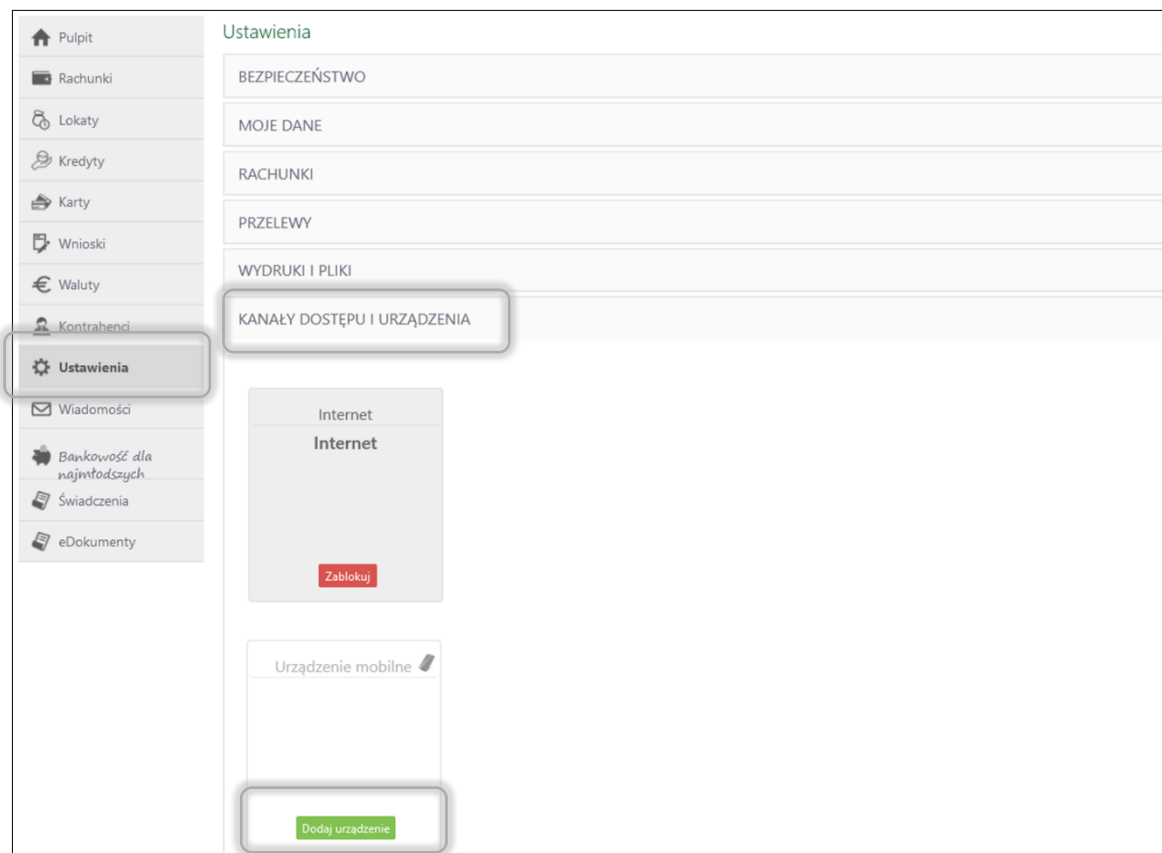 Pulpit
Rachunki
Lokaty
Kredyty
Karty
Wnioski
Waluty
Kontrahenci
Ustawienia
Wiadomości
Bankowość dla
najmłodszych
Świadczenia
eDokumenty
Ustawienia
BEZPIECZEŃSTWO
MOJE DANE
RACHUNKI
PRZELEWY
WYDRUKI I PLIKI
KANAŁY DOSTĘPU I URZĄDZENIA
Internet
Internet
Zablokuj
Urządzenie mobilne
Dodaj urządzenie